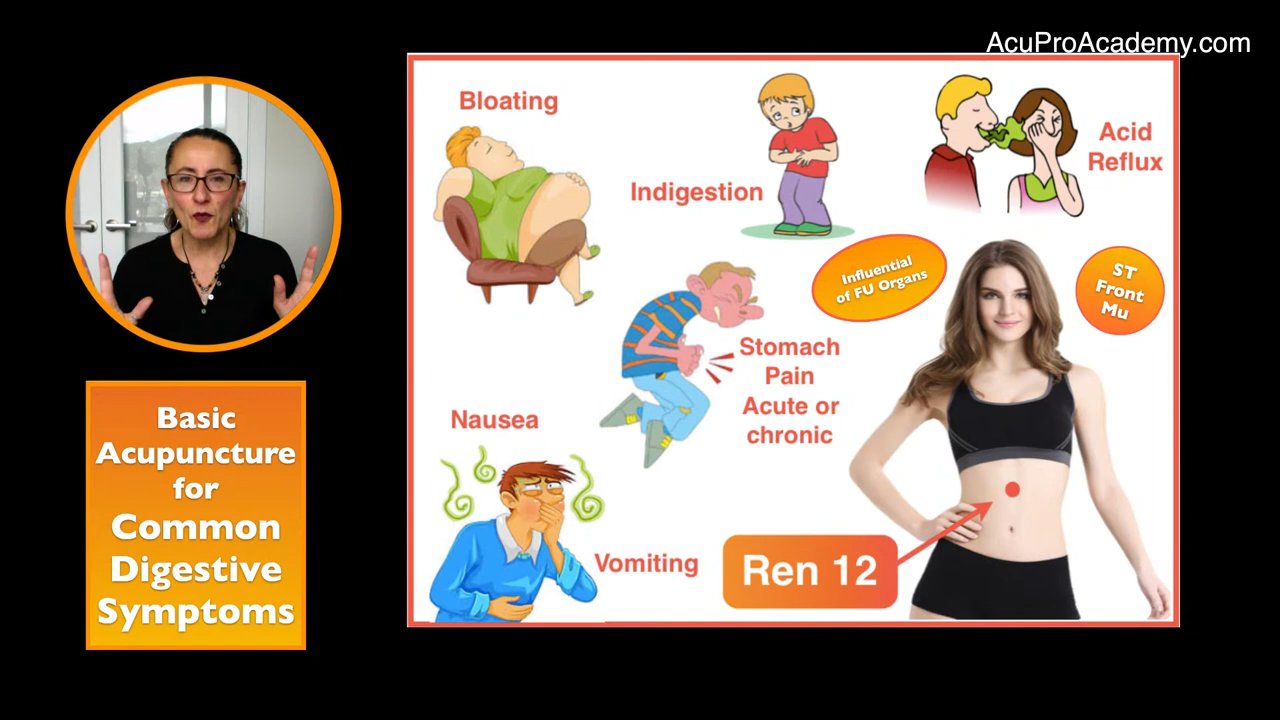 AcuProAcademy.com
Basic
Acupuncture
for
Common
Digestive
Symptoms
Bloating
Indigestion
Acid
Reflux
Influential
of FU Organs
ST
Front
Mu
Stomach
Pain
Acute or
chronic
Nausea
Vomiting
Ren 12